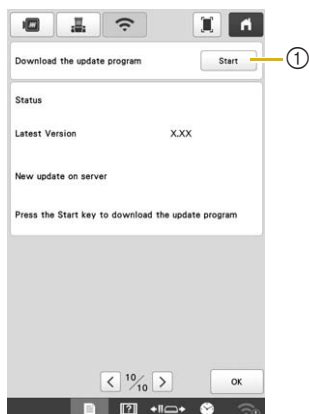 Download the update program
Start
①
Status
Latest Version X.XX
New update on server
Press the Start key to download the update program
10/10
OK